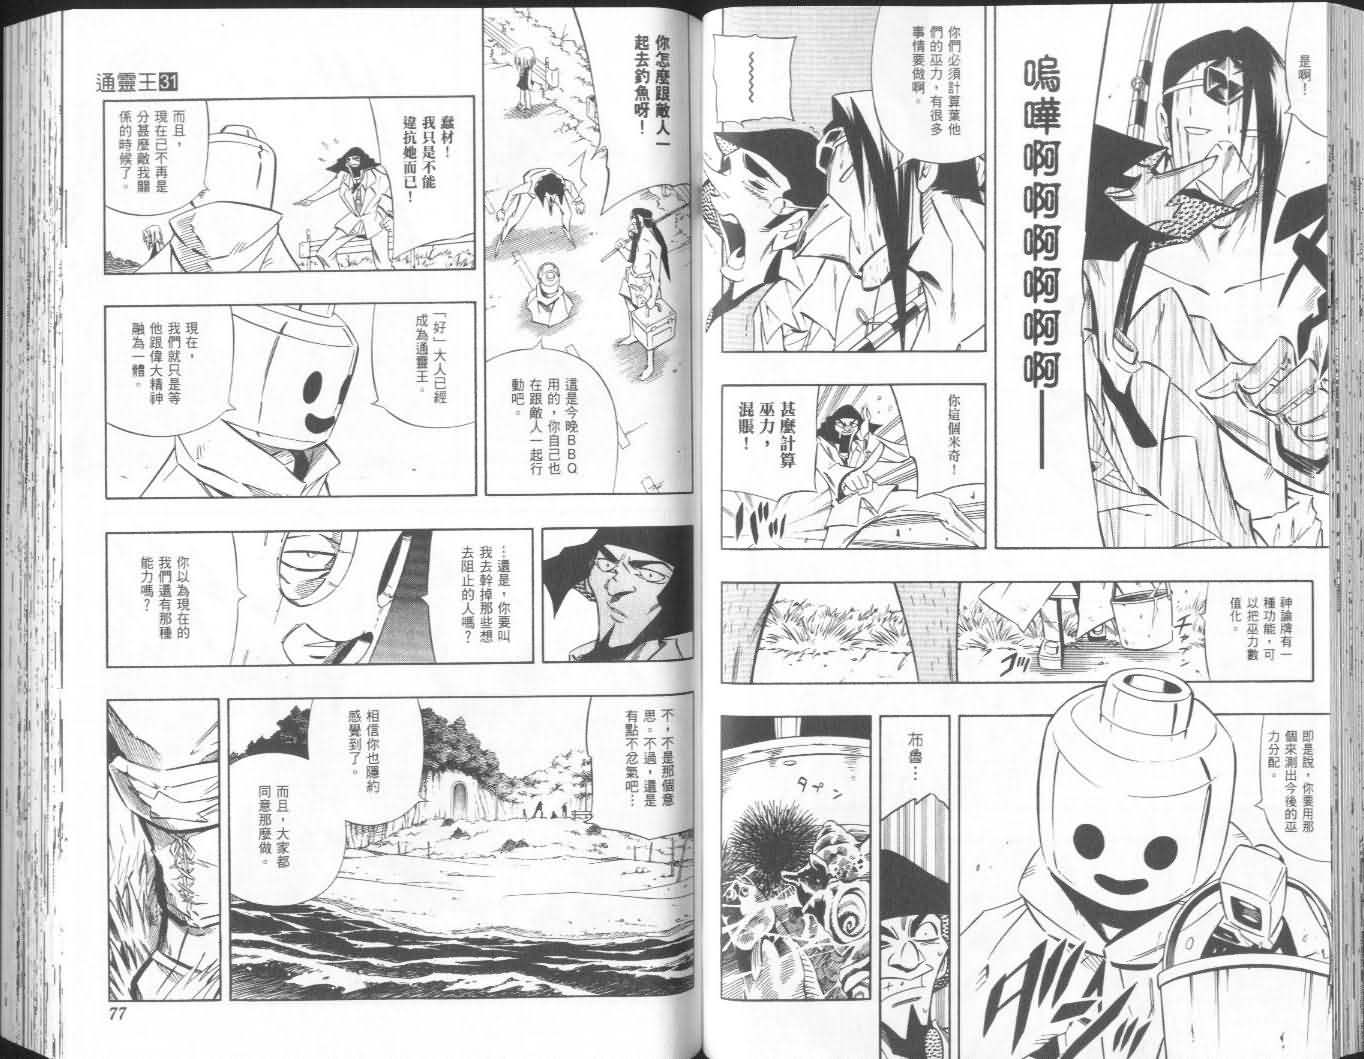 是啊！
嗚嘩啊啊啊啊啊啊啊——
你們必須計算葉他
們的巫力，有很多
事情要做啊。
你這個米奇！
甚麼計算
巫力，
混賬！
神諭牌有一
種功能，可
以把巫力數
值化。
ゴッ
チャ
即是說，你要用那
個來測出今後的巫
力分配。
布魯…
タプン
通靈王31
你怎麼跟敵人一
起去釣魚呀！
這是今晚BBQ
用的，你自己也
在跟敵人一起行
動吧。
蠢材！
我只是不能
違抗她而已！
而且，
現在已不再是
分甚麼敵我關
係的時候了。
「好」大人已經
成為通靈王。
現在，
我們就只是等
他跟偉大精神
融為一體。
…還是，你要叫
我去幹掉那些想
去阻止的人嗎？
你以為現在的
我們還有那種
能力嗎？
不，不是那個意
思。不過，還是
有點不忿氣吧…
相信你也隱約
感覺到了。
而且，大家都
同意那麼做。
77